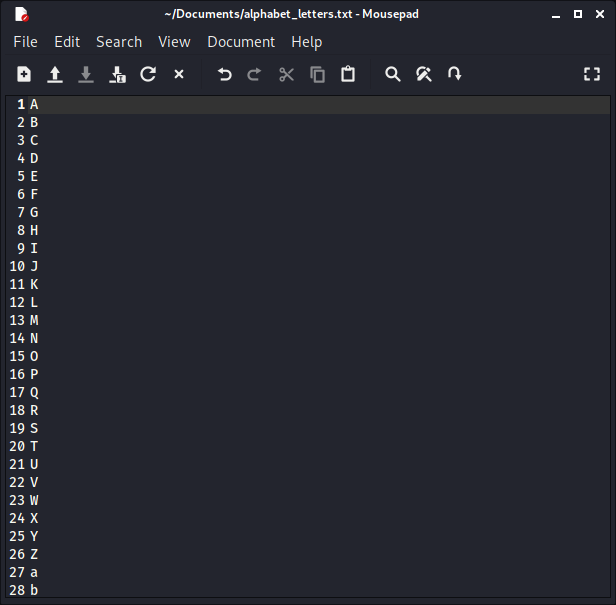 ~/Documents/alphabet_letters.txt - Mousepad
File Edit Search View Document Help
1 A
2 B
3 C
4 D
5 E
6 F
7 G
8 H
9 I
10 J
11 K
12 L
13 M
14 N
15 O
16 P
17 Q
18 R
19 S
20 T
21 U
22 V
23 W
24 X
25 Y
26 Z
27 a
28 b